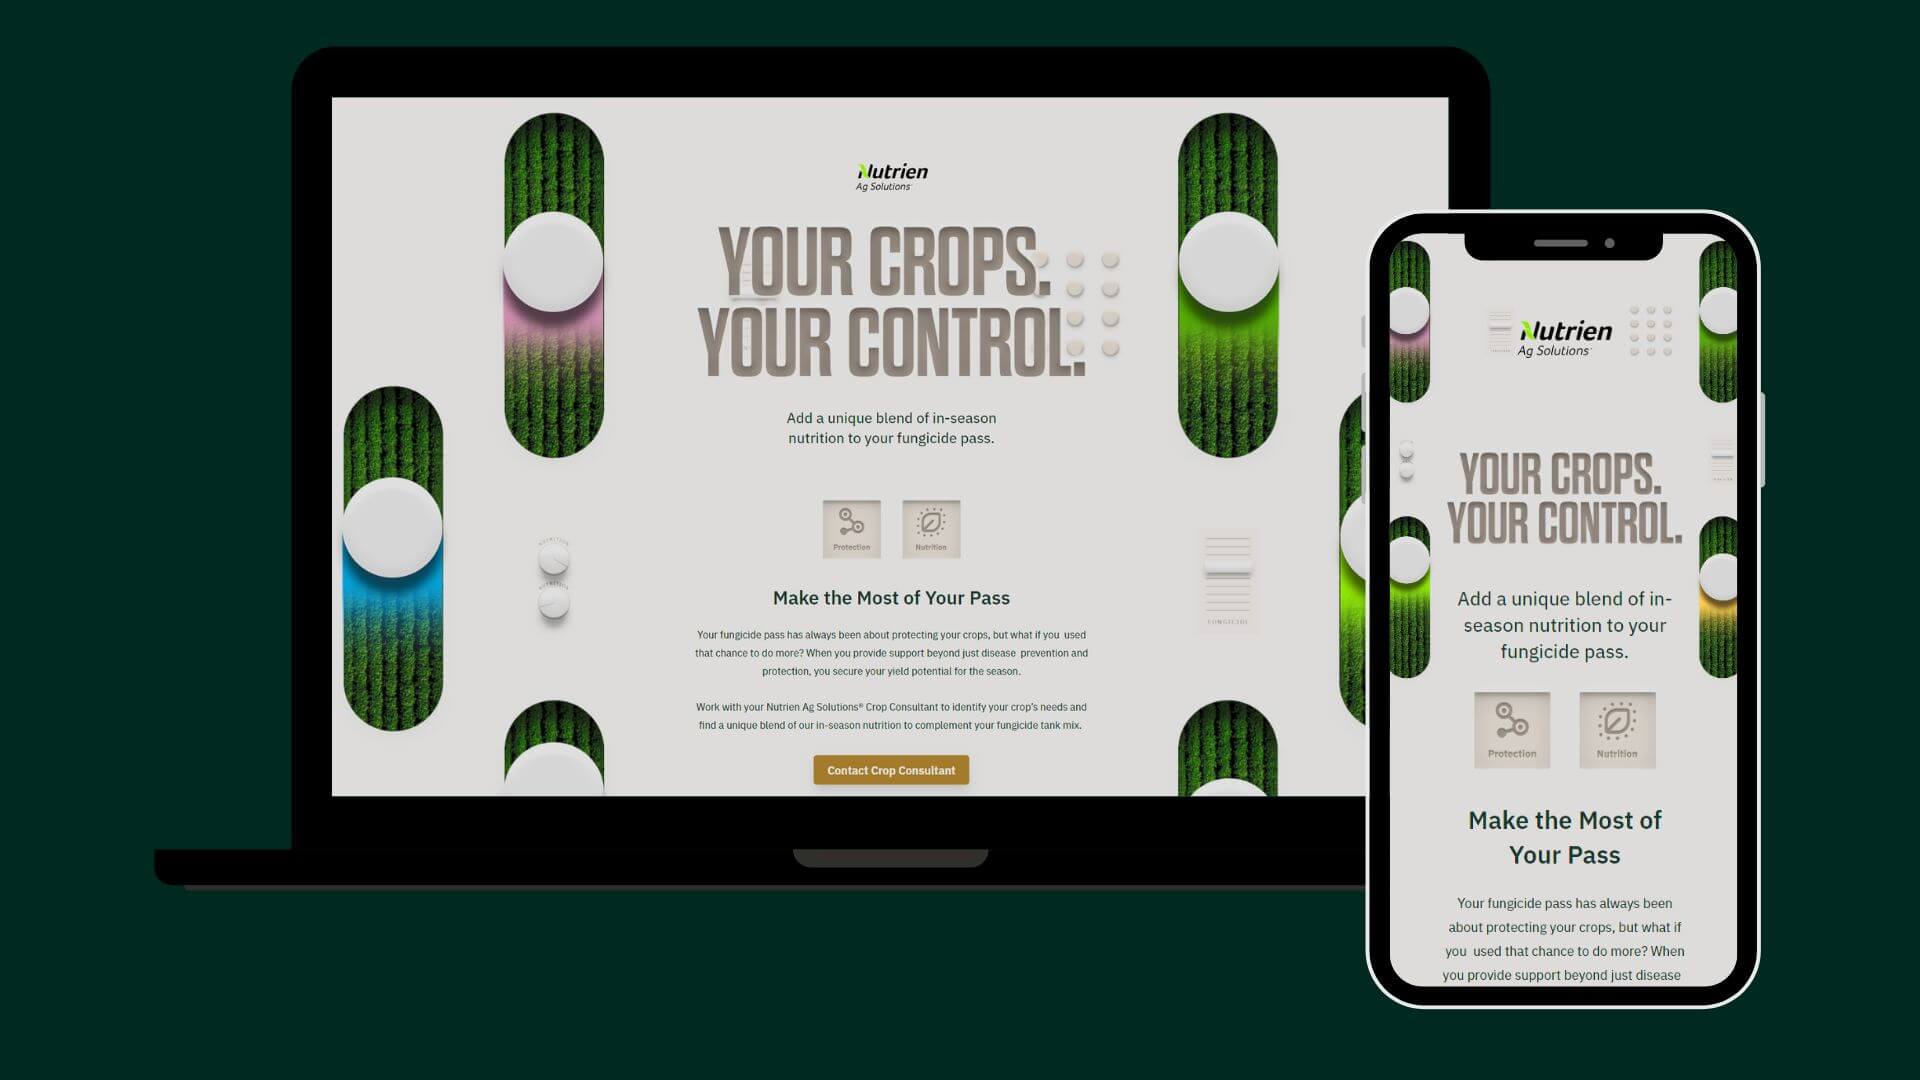 Nutrien
Ag Solutions
YOUR CROPS.
YOUR CONTROL.
Add a unique blend of in-season
nutrition to your fungicide pass.
Protection
Nutrition
NUTRITION
NUTRITION
FUNGICIDE
Make the Most of Your Pass
Your fungicide pass has always been about protecting your crops, but what if you used
that chance to do more? When you provide support beyond just disease prevention and
protection, you secure your yield potential for the season.
Work with your Nutrien Ag Solutions® Crop Consultant to identify your crop's needs and
find a unique blend of our in-season nutrition to complement your fungicide tank mix.
Contact Crop Consultant
Nutrien
Ag Solutions
YOUR CROPS.
YOUR CONTROL.
Add a unique blend of in-
season nutrition to your
fungicide pass.
Protection
Nutrition
Make the Most of
Your Pass
Your fungicide pass has always been
about protecting your crops, but what if
you used that chance to do more? When
you provide support beyond just disease